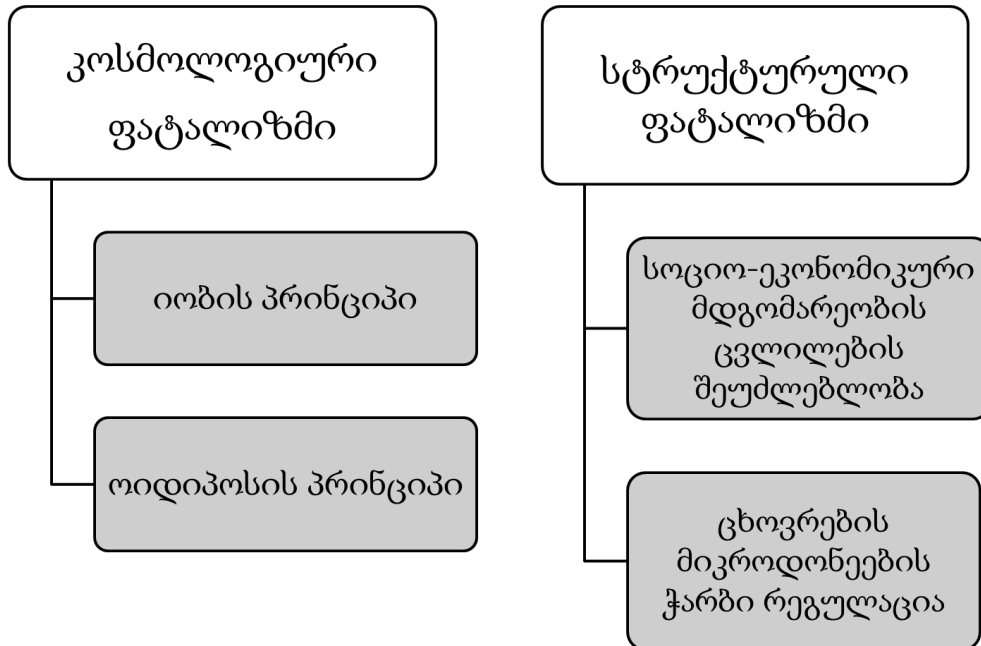 კოსმოლოგიური
ფატალიზმი
იობის პრინციპი
ოიდიპოსის პრინციპი
სტრუქტურული
ფატალიზმი
სოციო-ეკონომიკური
მდგომარეობის
ცვლილების
შეუძლებლობა
ცხოვრების
მიკროდონეების
ჭარბი რეგულაცია